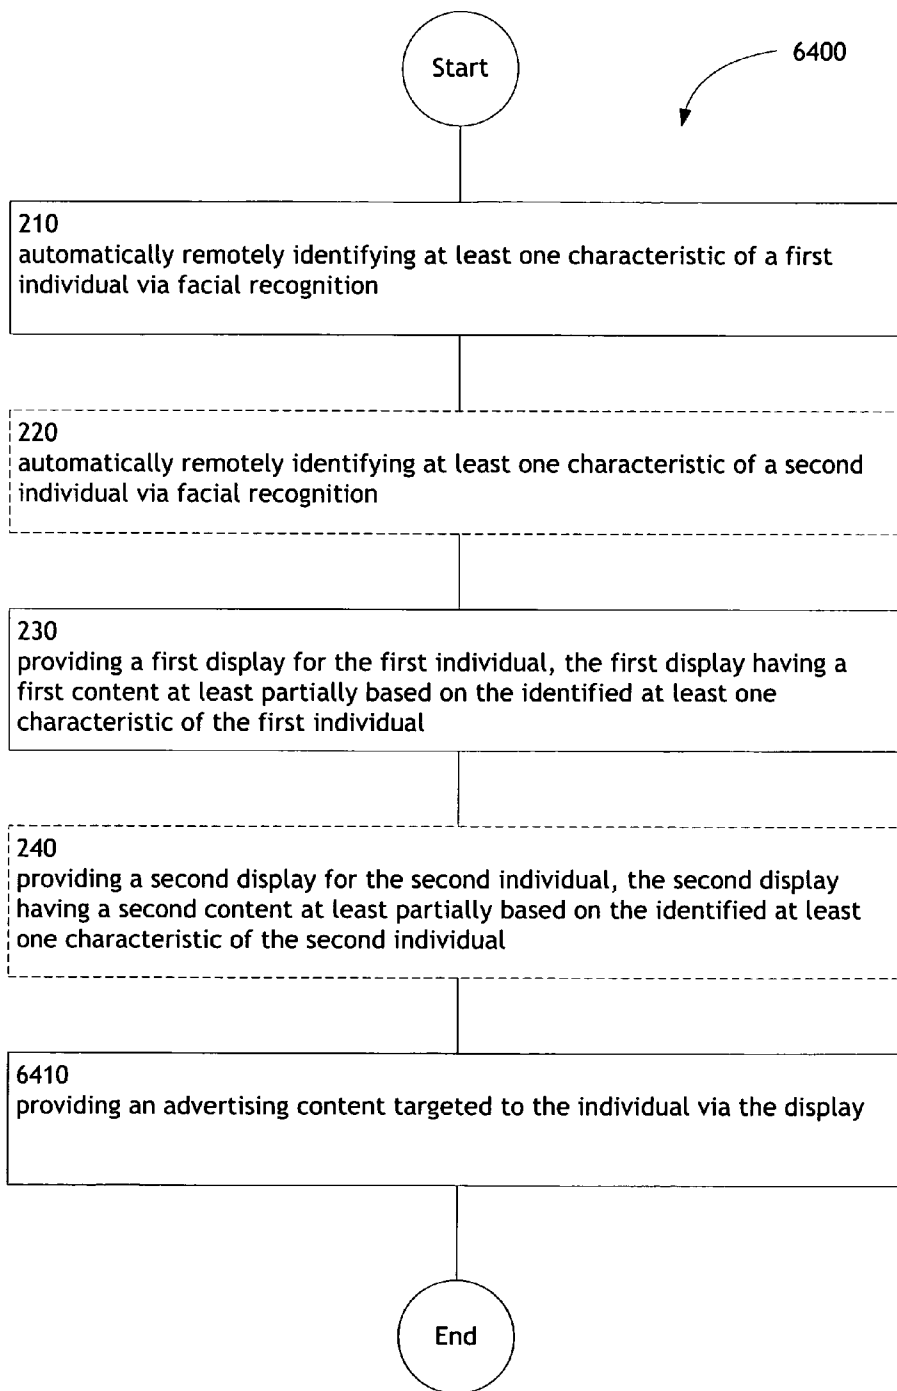 Start
6400
210
automatically remotely identifying at least one characteristic of a first
individual via facial recognition
220
automatically remotely identifying at least one characteristic of a second
individual via facial recognition
230
providing a first display for the first individual, the first display having a
first content at least partially based on the identified at least one
characteristic of the first individual
240
providing a second display for the second individual, the second display
having a second content at least partially based on the identified at least
one characteristic of the second individual
6410
providing an advertising content targeted to the individual via the display
End